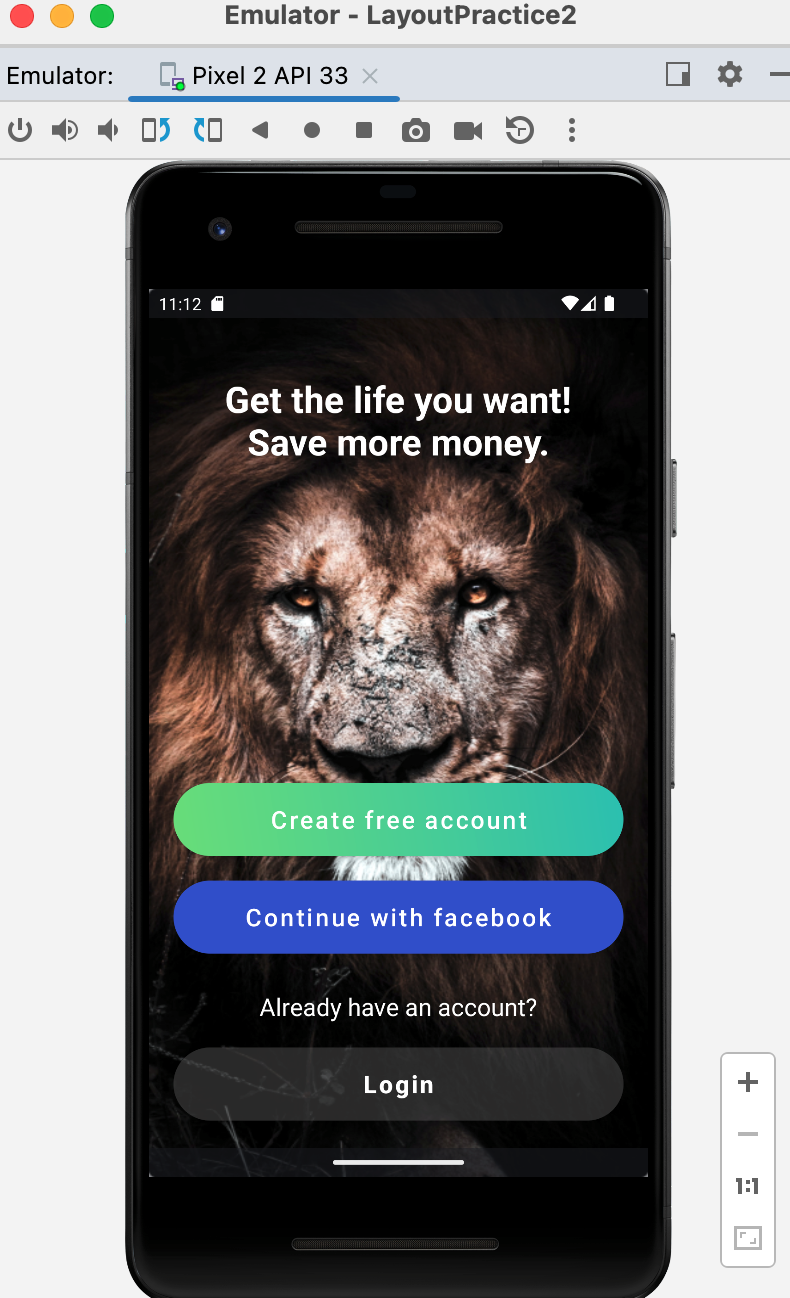 Emulator - LayoutPractice2
Emulator: Pixel 2 API 33
11:12
Get the life you want!
Save more money.
Create free account
Continue with facebook
Already have an account?
Login
1:1